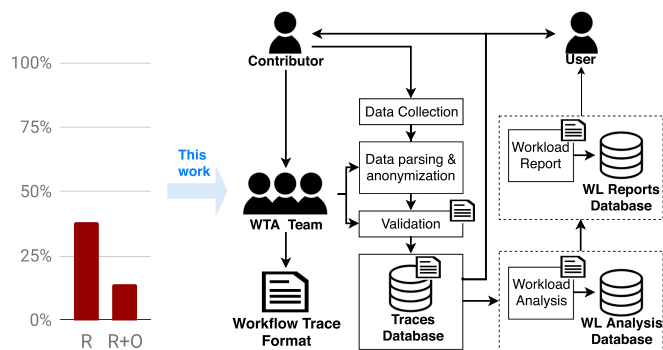 100%
75%
50%
25%
0%
R
R+O
This
work
Contributor
User
Data Collection
Data parsing &
anonymization
WTA Team
Validation
Workflow Trace
Format
Traces
Database
Workload
Report
WL Reports
Database
Workload
Analysis
WL Analysis
Database